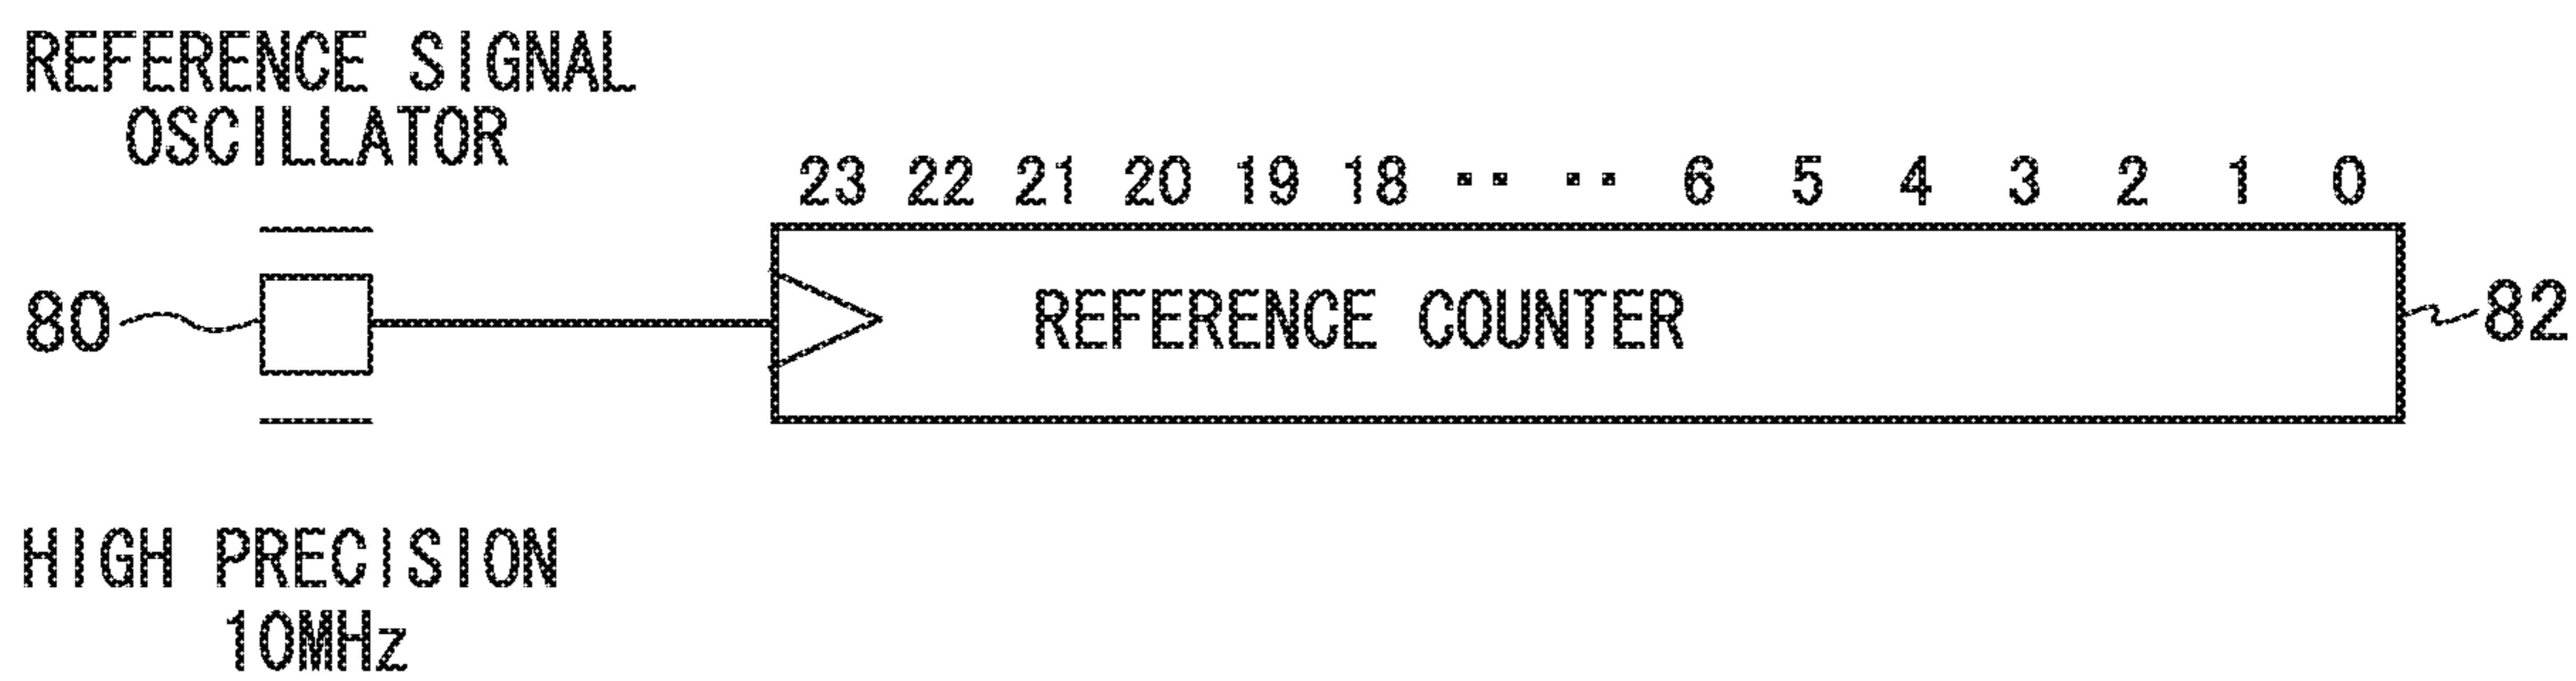 REFERENCE SIGNAL
OSCILLATOR
23 22 21 20 19 18 ‥ ‥ 6 5 4 3 2 1 0
80
REFERENCE COUNTER
82
HIGH PRECISION
10MHz